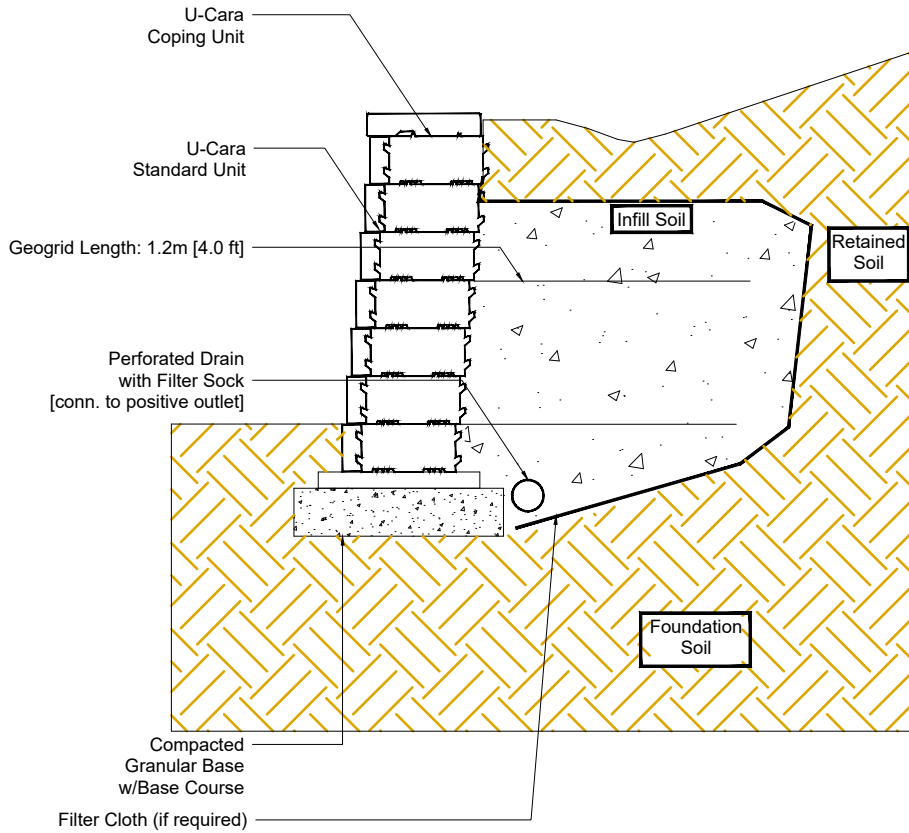 U-Cara
Coping Unit
U-Cara
Standard Unit
Infill Soil
Geogrid Length: 1.2m [4.0 ft]
Retained
Soil
Perforated Drain
with Filter Sock
[conn. to positive outlet]
Foundation
Soil
Compacted
Granular Base
w/Base Course
Filter Cloth (if required)